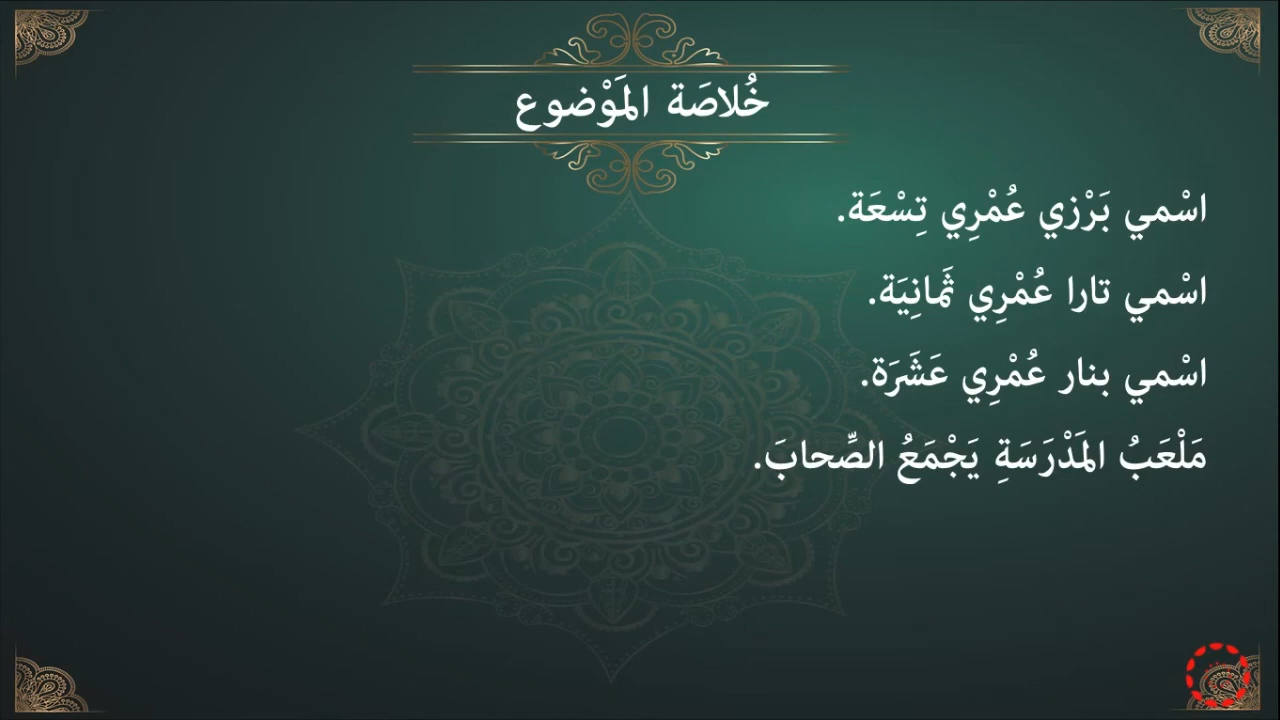 خُلاصَة المَوْضوع
اسْمي بَرْزي عُمْرِي تِسْعَة.
اسْمي تارا عُمْرِي ثَمانِيَة.
اسْمي بنار عُمْرِي عَشَرَة.
مَلْعَبُ المَدْرَسَةِ يَجْمَعُ الصِّحابَ.